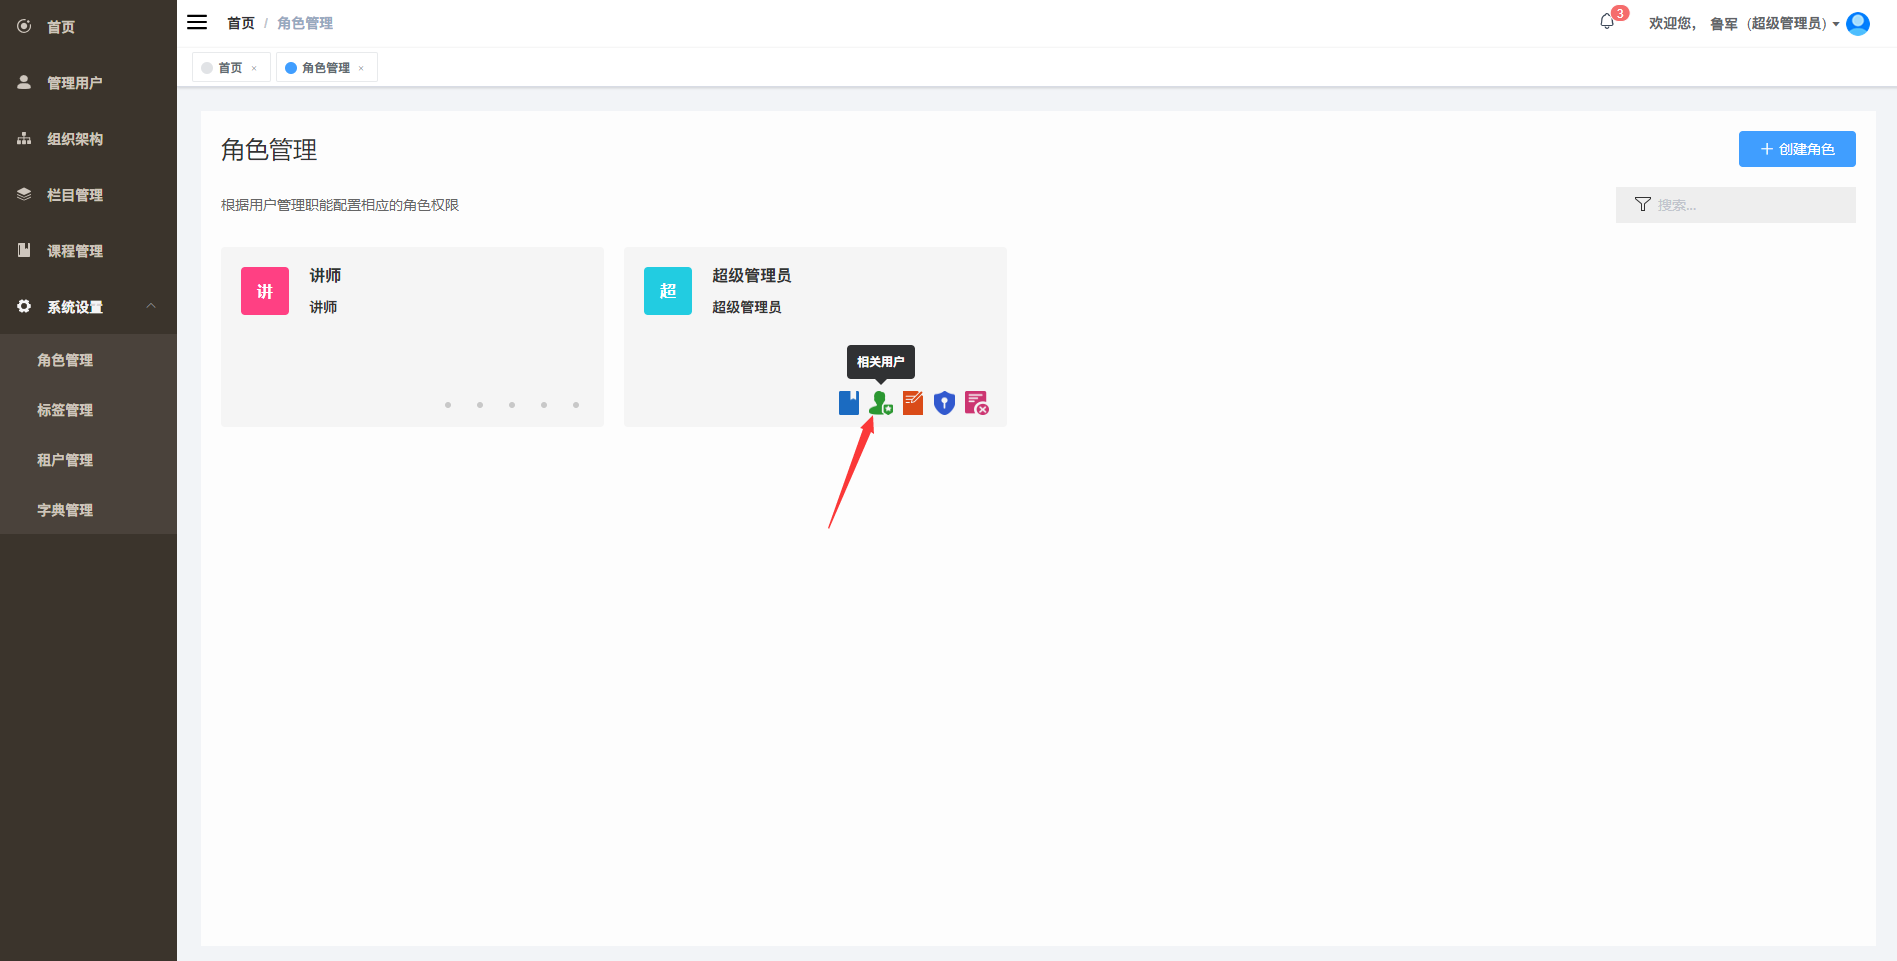 首页
管理用户
组织架构
栏目管理
课程管理
系统设置
角色管理
标签管理
租户管理
字典管理
首页 / 角色管理
3
欢迎您， 鲁军（超级管理员）
首页 ×
角色管理 ×
角色管理
+ 创建角色
根据用户管理职能配置相应的角色权限
搜索...
讲
讲师
讲师
超
超级管理员
超级管理员
相关用户